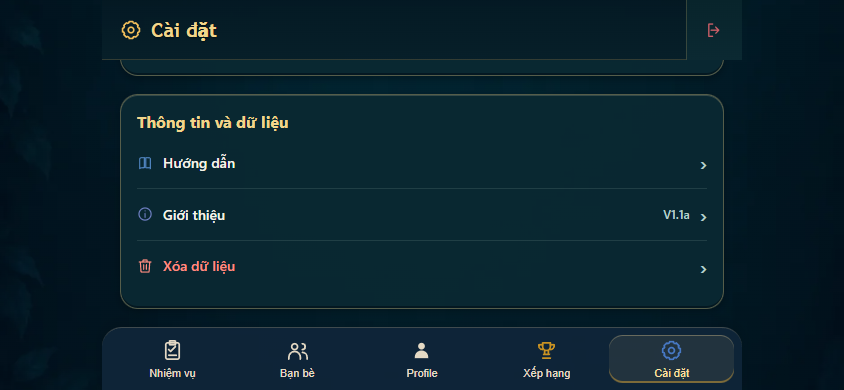 Cài đặt
Thông tin và dữ liệu
Hướng dẫn
Giới thiệu V1.1a
Xóa dữ liệu
Nhiệm vụ Bạn bè Profile Xếp hạng Cài đặt